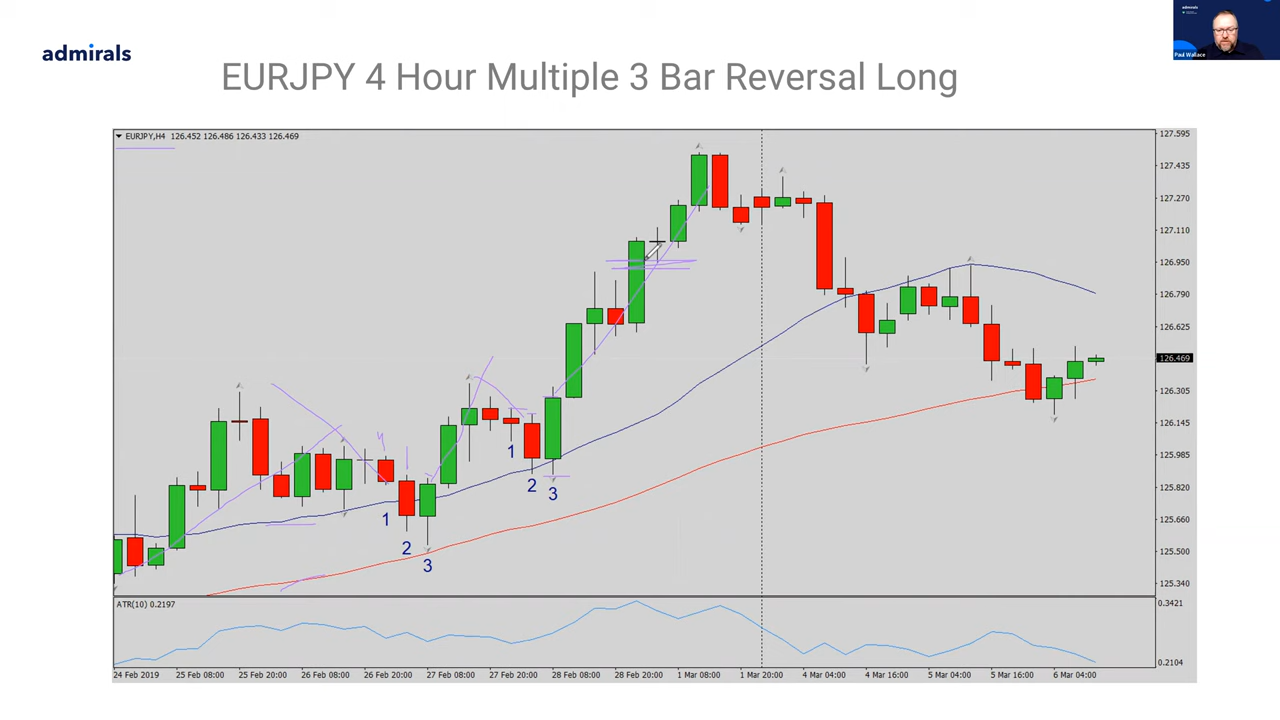 admirals
admirals
Paul Wallace
EURJPY 4 Hour Multiple 3 Bar Reversal Long
EURJPY,H4 126.452 126.486 126.433 126.469
127.595
127.435
127.270
127.110
126.950
126.790
126.625
126.469
126.305
126.145
125.985
125.820
125.660
125.500
125.340
1
2
3
1
2
3
ATR(10) 0.2197
0.3421
0.2104
24 Feb 2019
25 Feb 08:00
25 Feb 20:00
26 Feb 08:00
26 Feb 20:00
27 Feb 08:00
27 Feb 20:00
28 Feb 08:00
28 Feb 20:00
1 Mar 08:00
1 Mar 20:00
4 Mar 04:00
4 Mar 16:00
5 Mar 04:00
5 Mar 16:00
6 Mar 04:00